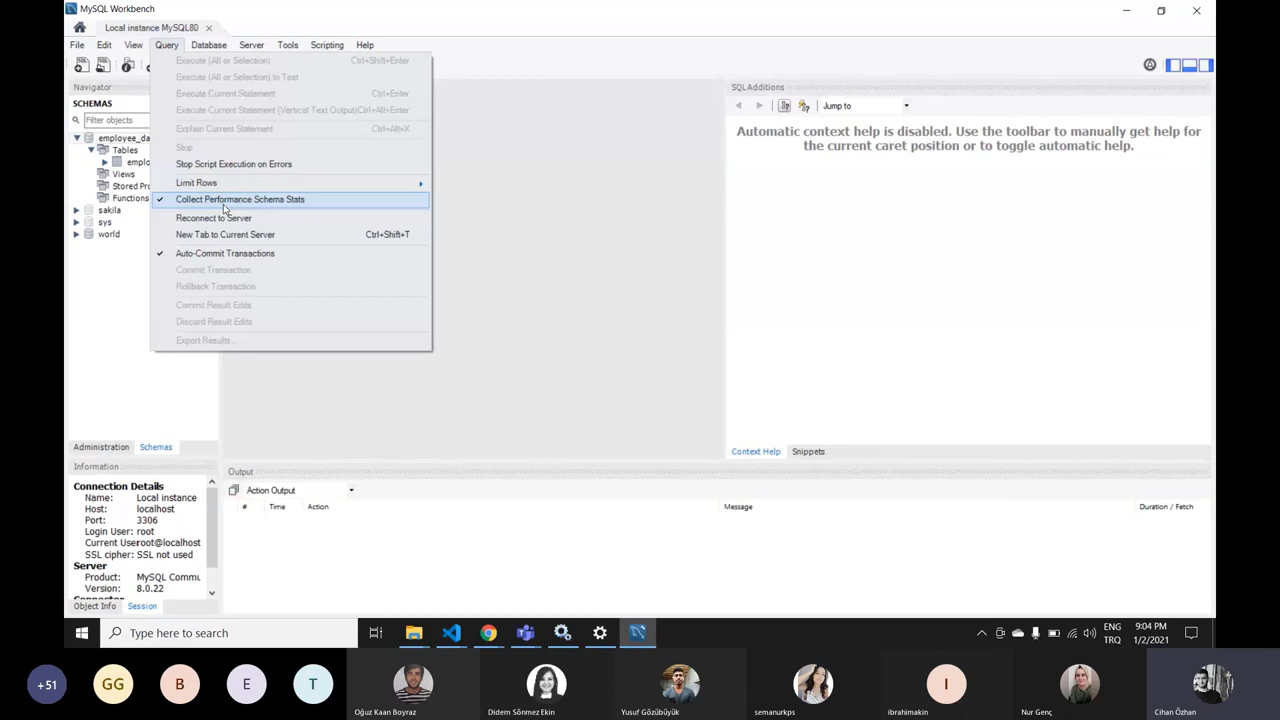 MySQL Workbench
Local instance MySQL80
File Edit View Query Database Server Tools Scripting Help
Execute (All or Selection) Ctrl+Shift+Enter
Execute (All or Selection) to Text
Execute Current Statement Ctrl+Enter
Execute Current Statement (Vertical Text Output) Ctrl+Alt+Enter
Explain Current Statement Ctrl+Alt+X
Stop
Stop Script Execution on Errors
Limit Rows
Collect Performance Schema Stats
Reconnect to Server
New Tab to Current Server Ctrl+Shift+T
Auto-Commit Transactions
Commit Transaction
Rollback Transaction
Commit Result Edits
Discard Result Edits
Export Results...
Navigator
SCHEMAS
Filter objects
employee_da
Tables
emplo
Views
Stored Pr
Functions
sakila
sys
world
Administration Schemas
Information
Connection Details
Name: Local instance
Host: localhost
Port: 3306
Login User: root
Current User root@localhost
SSL cipher: SSL not used
Server
Product: MySQL Commu
Version: 8.0.22
Object Info Session
SQLAdditions
Jump to
Automatic context help is disabled. Use the toolbar to manually get help for
the current caret position or to toggle automatic help.
Context Help Snippets
Output
Action Output
# Time Action Message Duration / Fetch
Type here to search
ENG
TRQ
9:04 PM
1/2/2021
+51 GG B E T I
Oğuz Kaan Boyraz Didem Sönmez Ekin Yusuf Gözübüyük semanurkps ibrahimakin Nur Genç Cihan Özhan